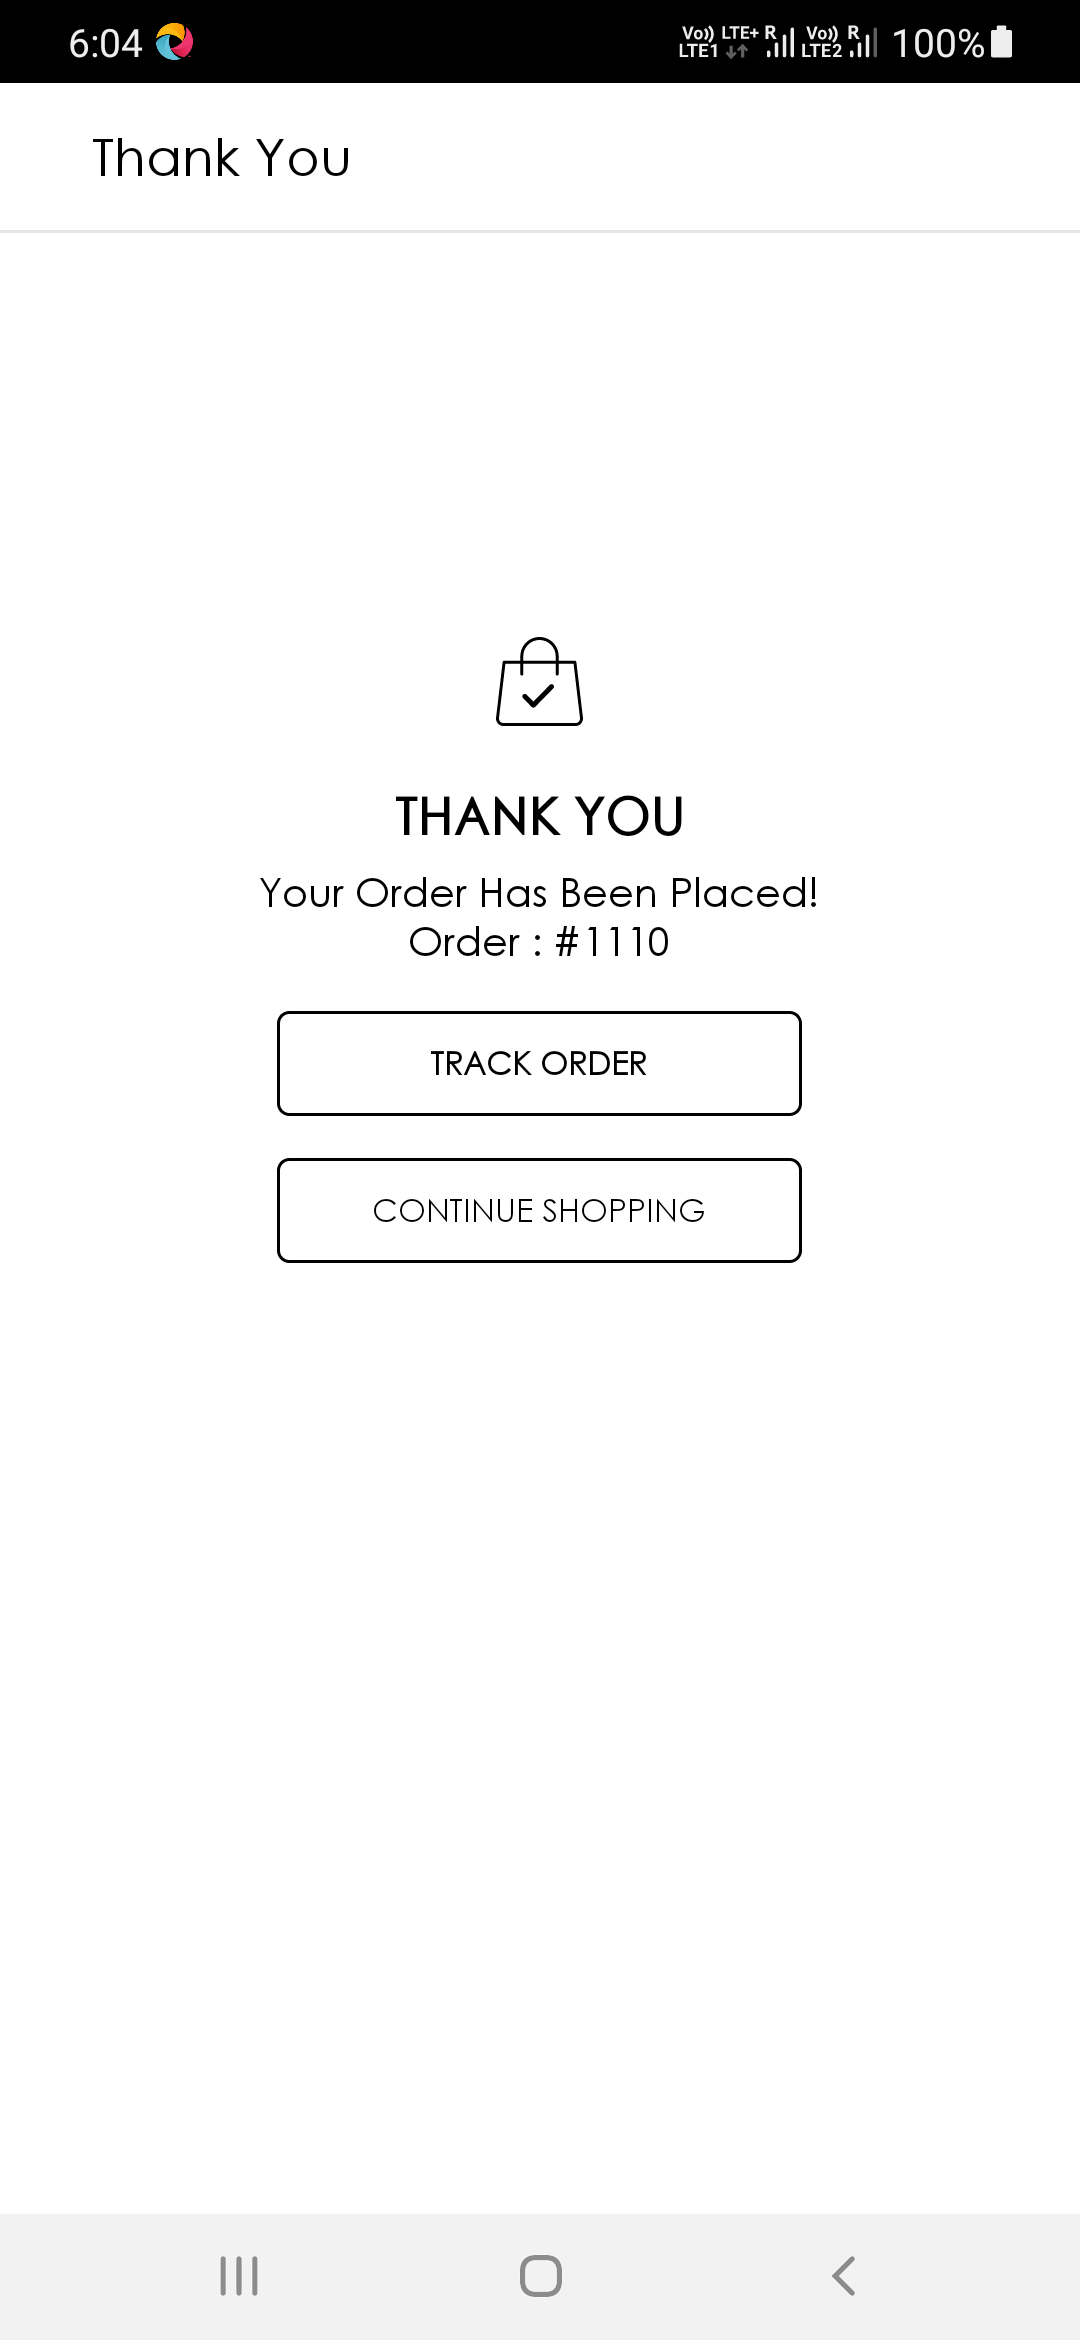 6:04 Vo)) LTE+ R Vo)) R 100%
LTE1 LTE2
Thank You
THANK YOU
Your Order Has Been Placed!
Order : #1110
TRACK ORDER
CONTINUE SHOPPING